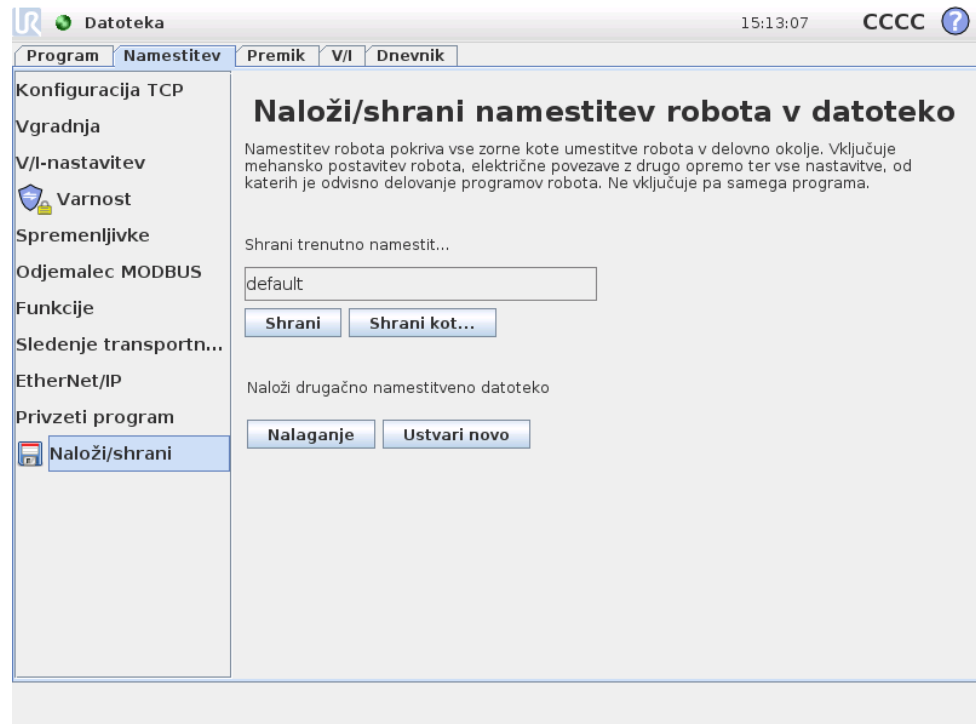 UR Datoteka 15:13:07 CCCC ?
Program Namestitev Premik V/I Dnevnik
Konfiguracija TCP
Vgradnja
V/I-nastavitev
Varnost
Spremenljivke
Odjemalec MODBUS
Funkcije
Sledenje transportn...
EtherNet/IP
Privzeti program
Naloži/shrani
Naloži/shrani namestitev robota v datoteko
Namestitev robota pokriva vse zorne kote umestitve robota v delovno okolje. Vključuje
mehansko postavitev robota, električne povezave z drugo opremo ter vse nastavitve, od
katerih je odvisno delovanje programov robota. Ne vključuje pa samega programa.
Shrani trenutno namestit...
default
Shrani Shrani kot...
Naloži drugačno namestitveno datoteko
Nalaganje Ustvari novo